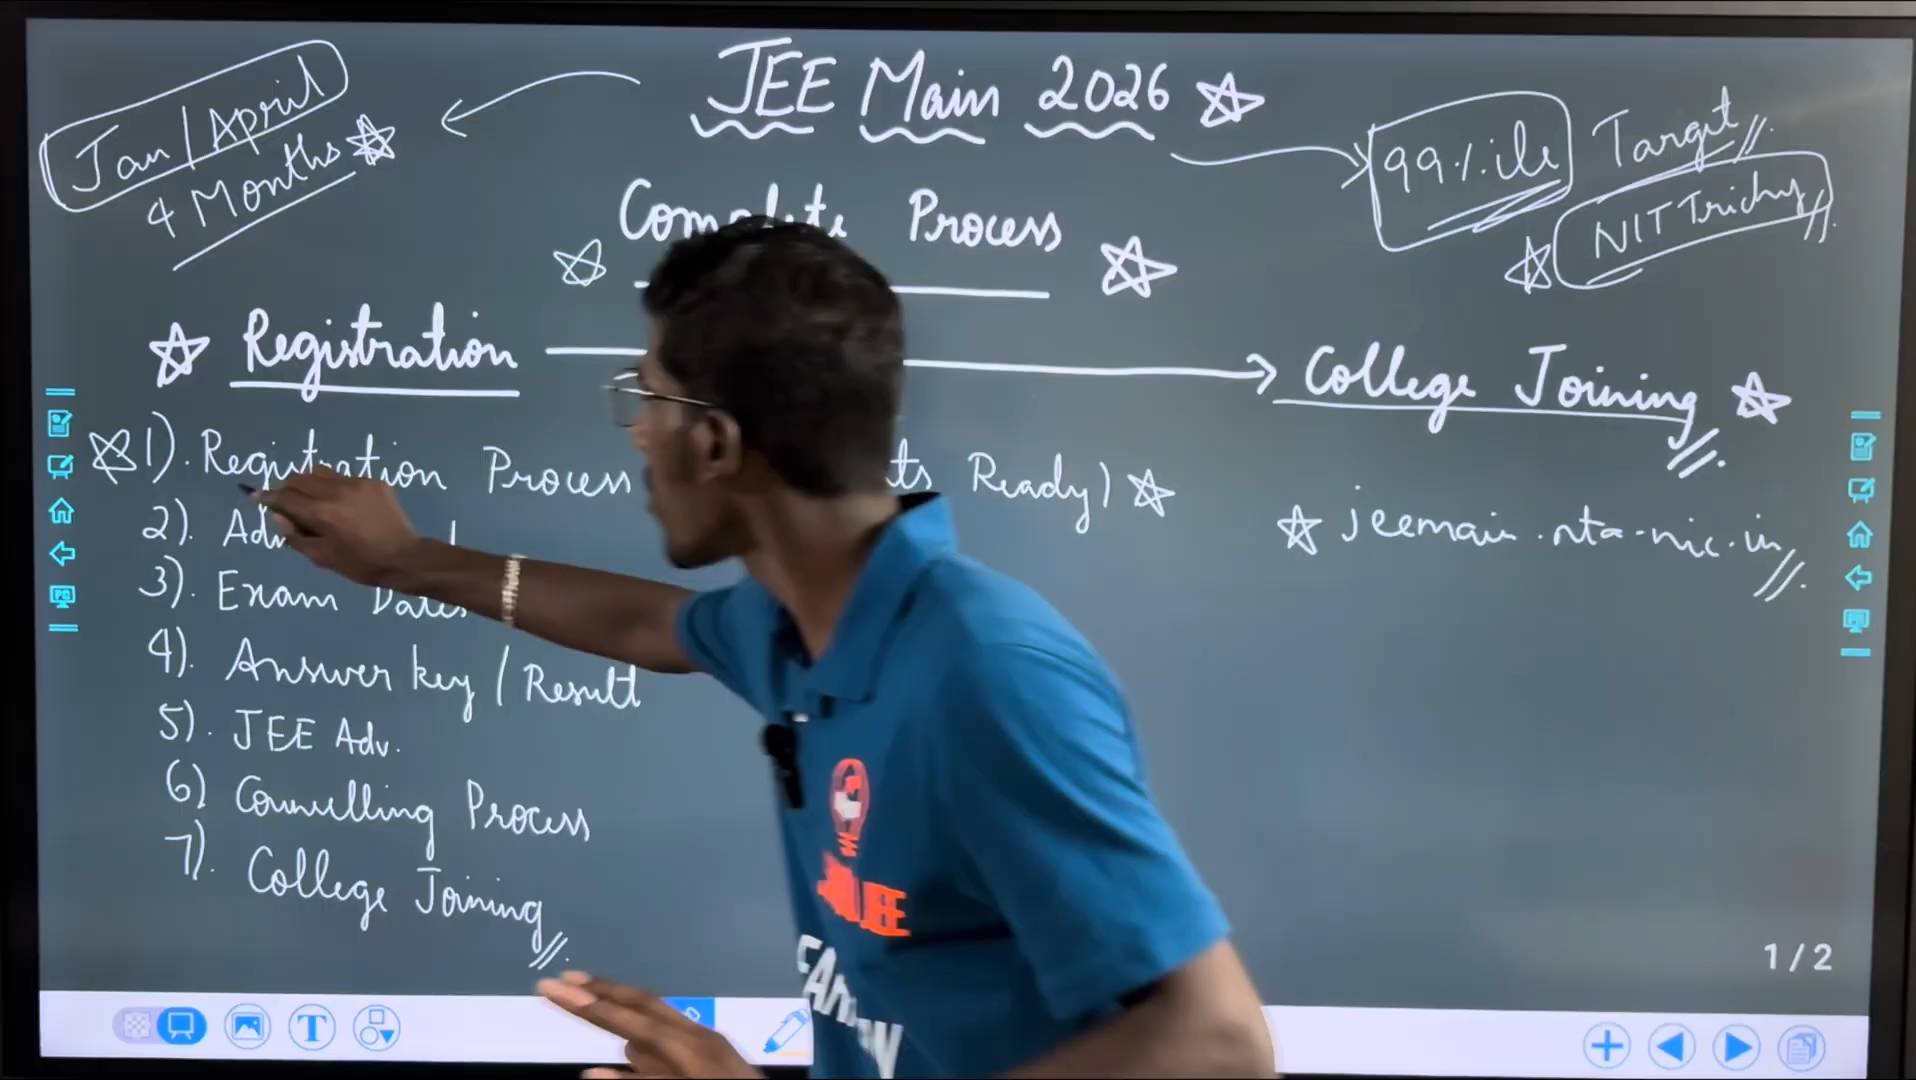 JEE Main 2026
Jan / April
4 Months
99%ile Target
NIT Trichy
Complete Process
Registration
College Joining
1). Registration Process
Ready)
2).
3). Exam Dates
4). Answer key / Result
5). JEE Adv.
6) Counselling Process
7). College Joining
jeemain.nta.nic.in
JEE
1/2
T